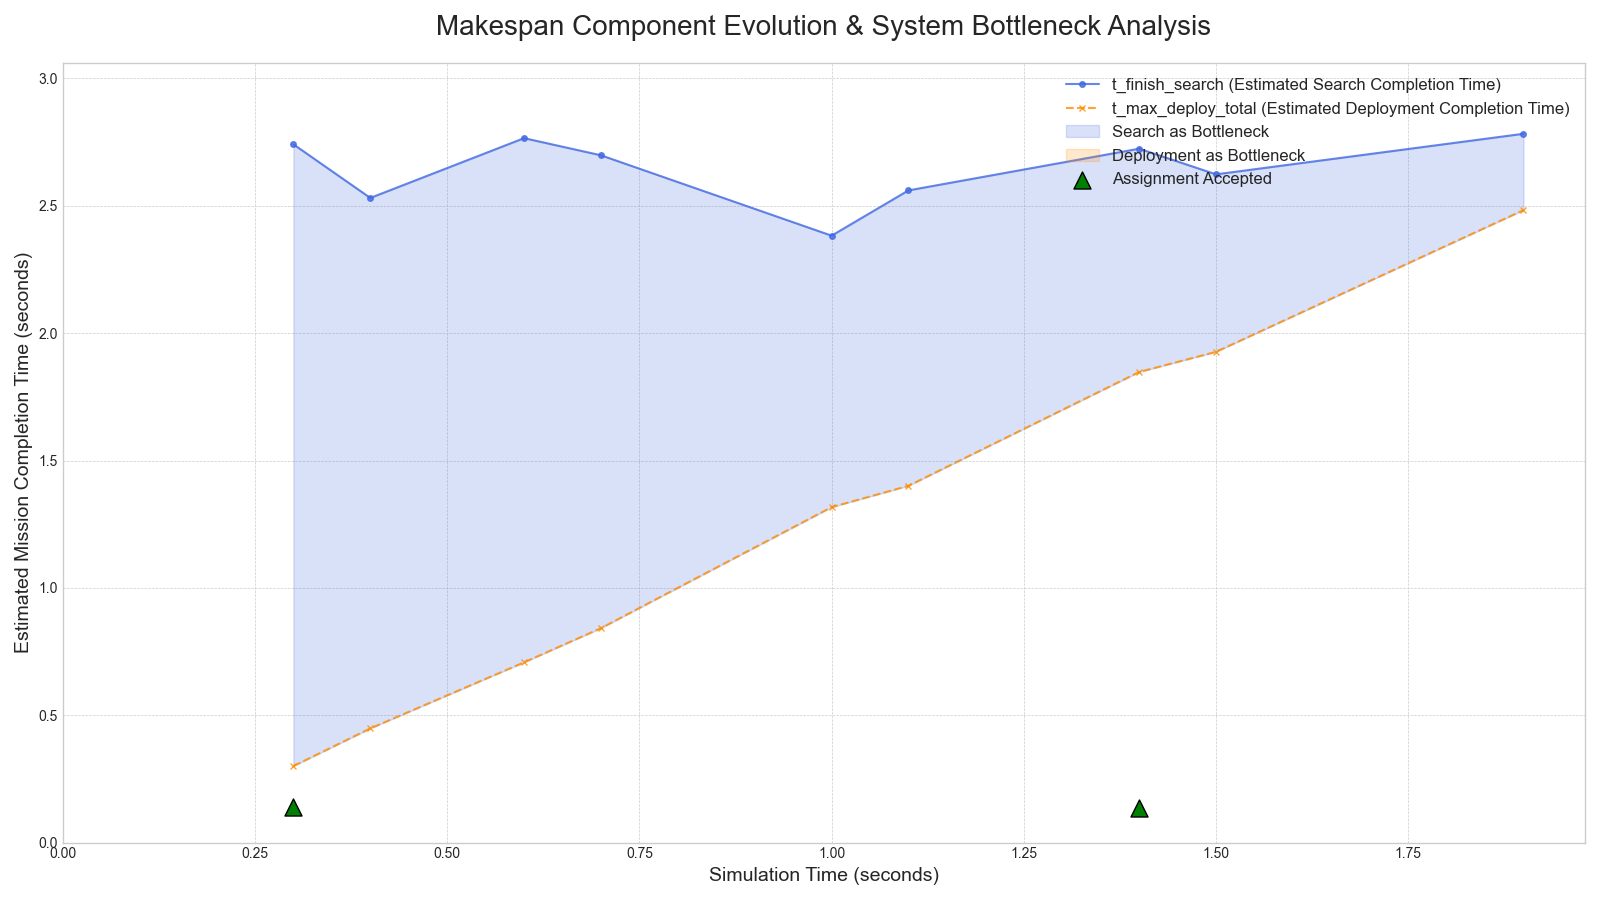 Makespan Component Evolution & System Bottleneck Analysis
t_finish_search (Estimated Search Completion Time)
t_max_deploy_total (Estimated Deployment Completion Time)
Search as Bottleneck
Deployment as Bottleneck
Assignment Accepted
Estimated Mission Completion Time (seconds)
3.0
2.5
2.0
1.5
1.0
0.5
0.0
0.00 0.25 0.50 0.75 1.00 1.25 1.50 1.75
Simulation Time (seconds)